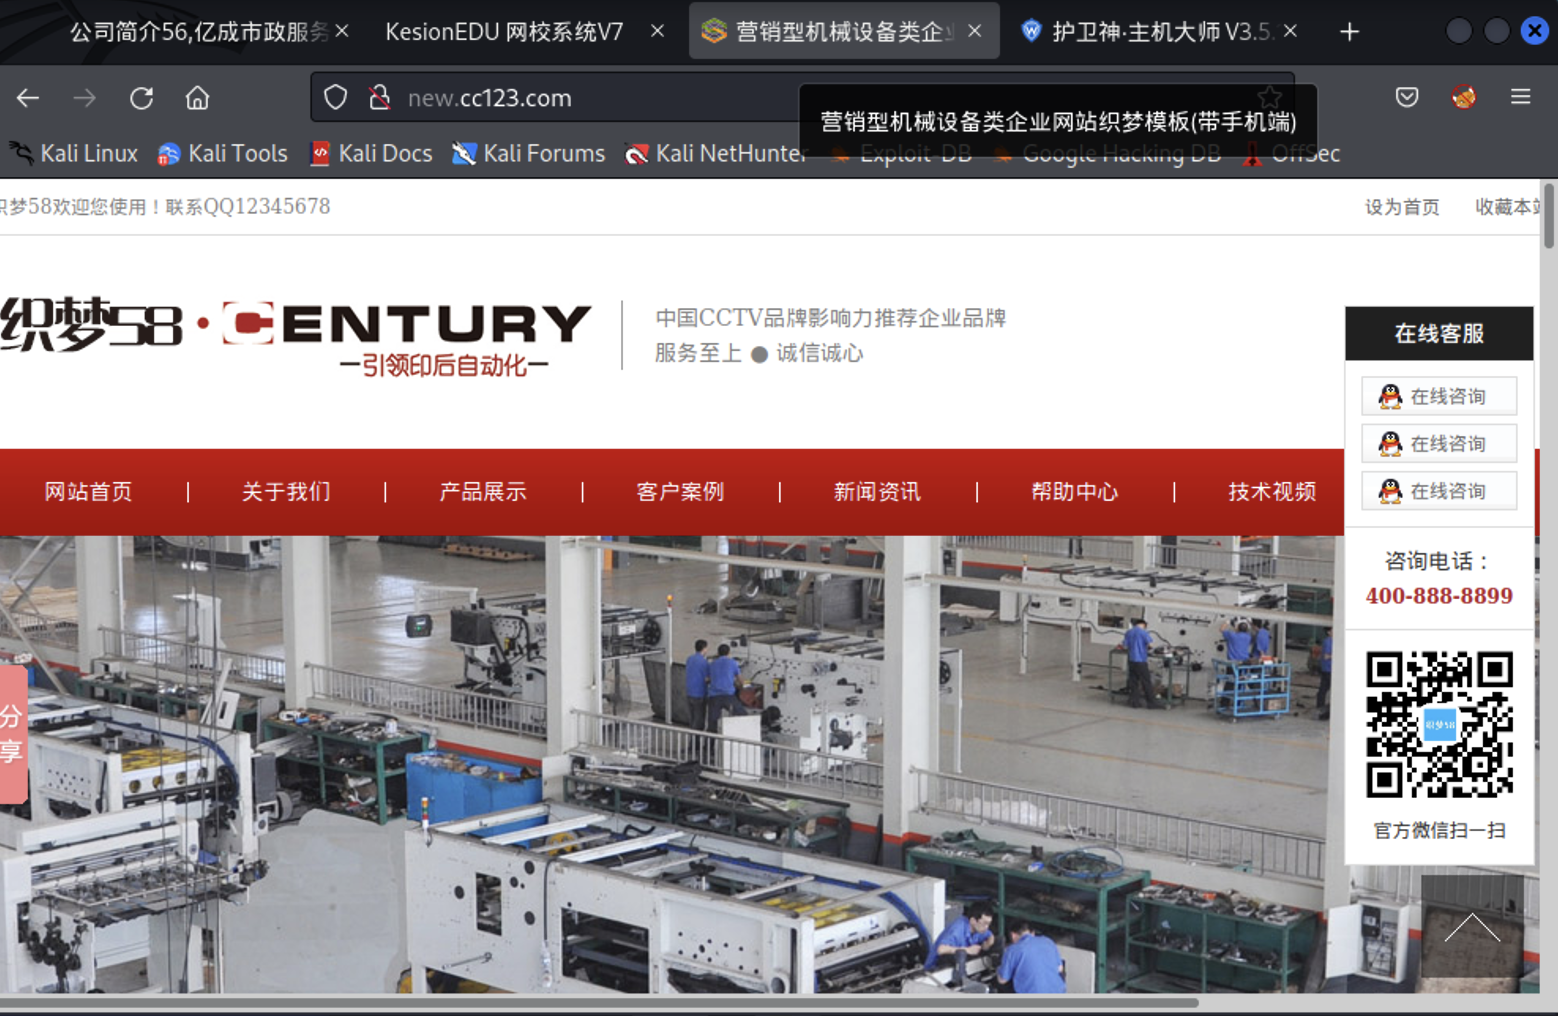 公司简介56,亿成市政服务
KesionEDU 网校系统V7
营销型机械设备类企业
护卫神·主机大师 V3.5.
new.cc123.com
营销型机械设备类企业网站织梦模板(带手机端)
Kali Linux
Kali Tools
Kali Docs
Kali Forums
Kali NetHunter
Exploit-DB
Google Hacking DB
OffSec
织梦58欢迎您使用！联系QQ12345678
设为首页
收藏本站
织梦58·CENTURY
—引领印后自动化—
中国CCTV品牌影响力推荐企业品牌
服务至上 ● 诚信诚心
网站首页
关于我们
产品展示
客户案例
新闻资讯
帮助中心
技术视频
在线客服
在线咨询
在线咨询
在线咨询
咨询电话：
400-888-8899
织梦58
官方微信扫一扫
分享